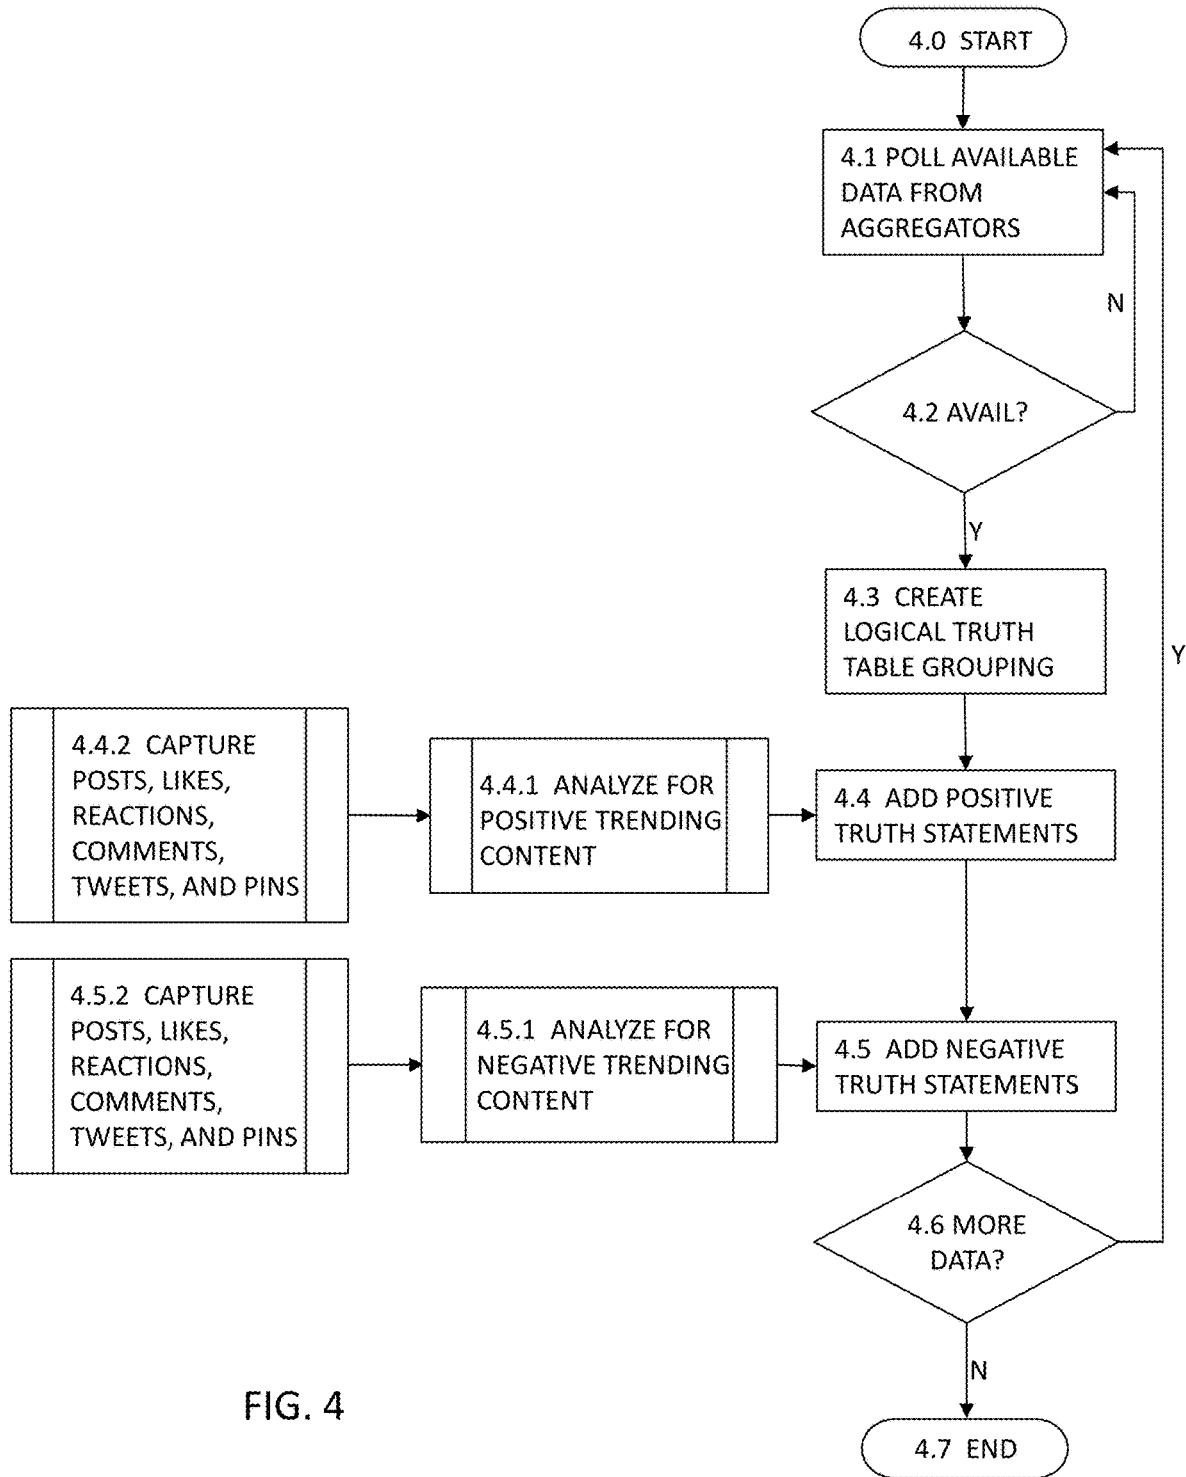 4.0 START
4.1 POLL AVAILABLE
DATA FROM
AGGREGATORS
N
4.2 AVAIL?
Y
4.3 CREATE
LOGICAL TRUTH
TABLE GROUPING
Y
4.4.2 CAPTURE
POSTS, LIKES,
REACTIONS,
COMMENTS,
TWEETS, AND PINS
4.4.1 ANALYZE FOR
POSITIVE TRENDING
CONTENT
4.4 ADD POSITIVE
TRUTH STATEMENTS
4.5.2 CAPTURE
POSTS, LIKES,
REACTIONS,
COMMENTS,
TWEETS, AND PINS
4.5.1 ANALYZE FOR
NEGATIVE TRENDING
CONTENT
4.5 ADD NEGATIVE
TRUTH STATEMENTS
4.6 MORE
DATA?
N
FIG. 4
4.7 END